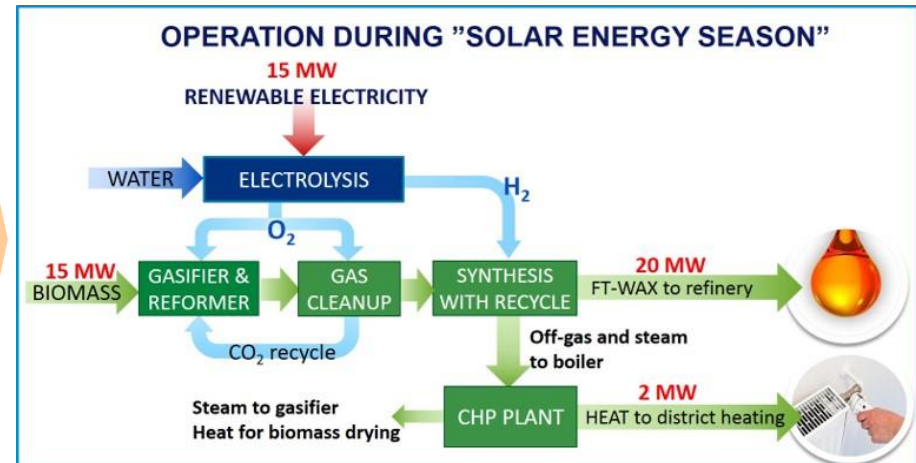 OPERATION DURING ”SOLAR ENERGY SEASON”
15 MW
RENEWABLE ELECTRICITY
WATER
ELECTROLYSIS
H₂
O₂
15 MW
BIOMASS
GASIFIER &
REFORMER
GAS
CLEANUP
SYNTHESIS
WITH RECYCLE
20 MW
FT-WAX to refinery
CO₂ recycle
Off-gas and steam
to boiler
Steam to gasifier
Heat for biomass drying
CHP PLANT
2 MW
HEAT to district heating